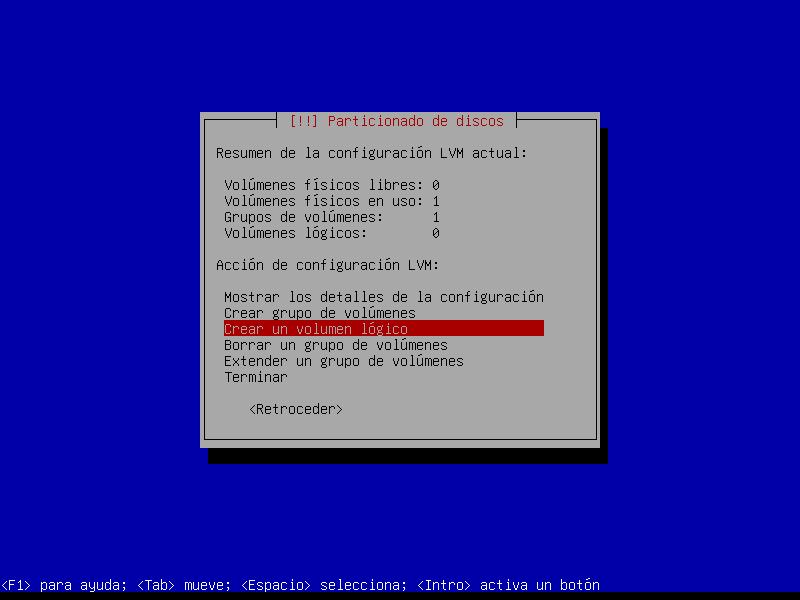 [!!] Particionado de discos
Resumen de la configuración LVM actual:
Volúmenes físicos libres: 0
Volúmenes físicos en uso: 1
Grupos de volúmenes: 1
Volúmenes lógicos: 0
Acción de configuración LVM:
Mostrar los detalles de la configuración
Crear grupo de volúmenes
Crear un volumen lógico
Borrar un grupo de volúmenes
Extender un grupo de volúmenes
Terminar
<Retroceder>
<F1> para ayuda; <Tab> mueve; <Espacio> selecciona; <Intro> activa un botón